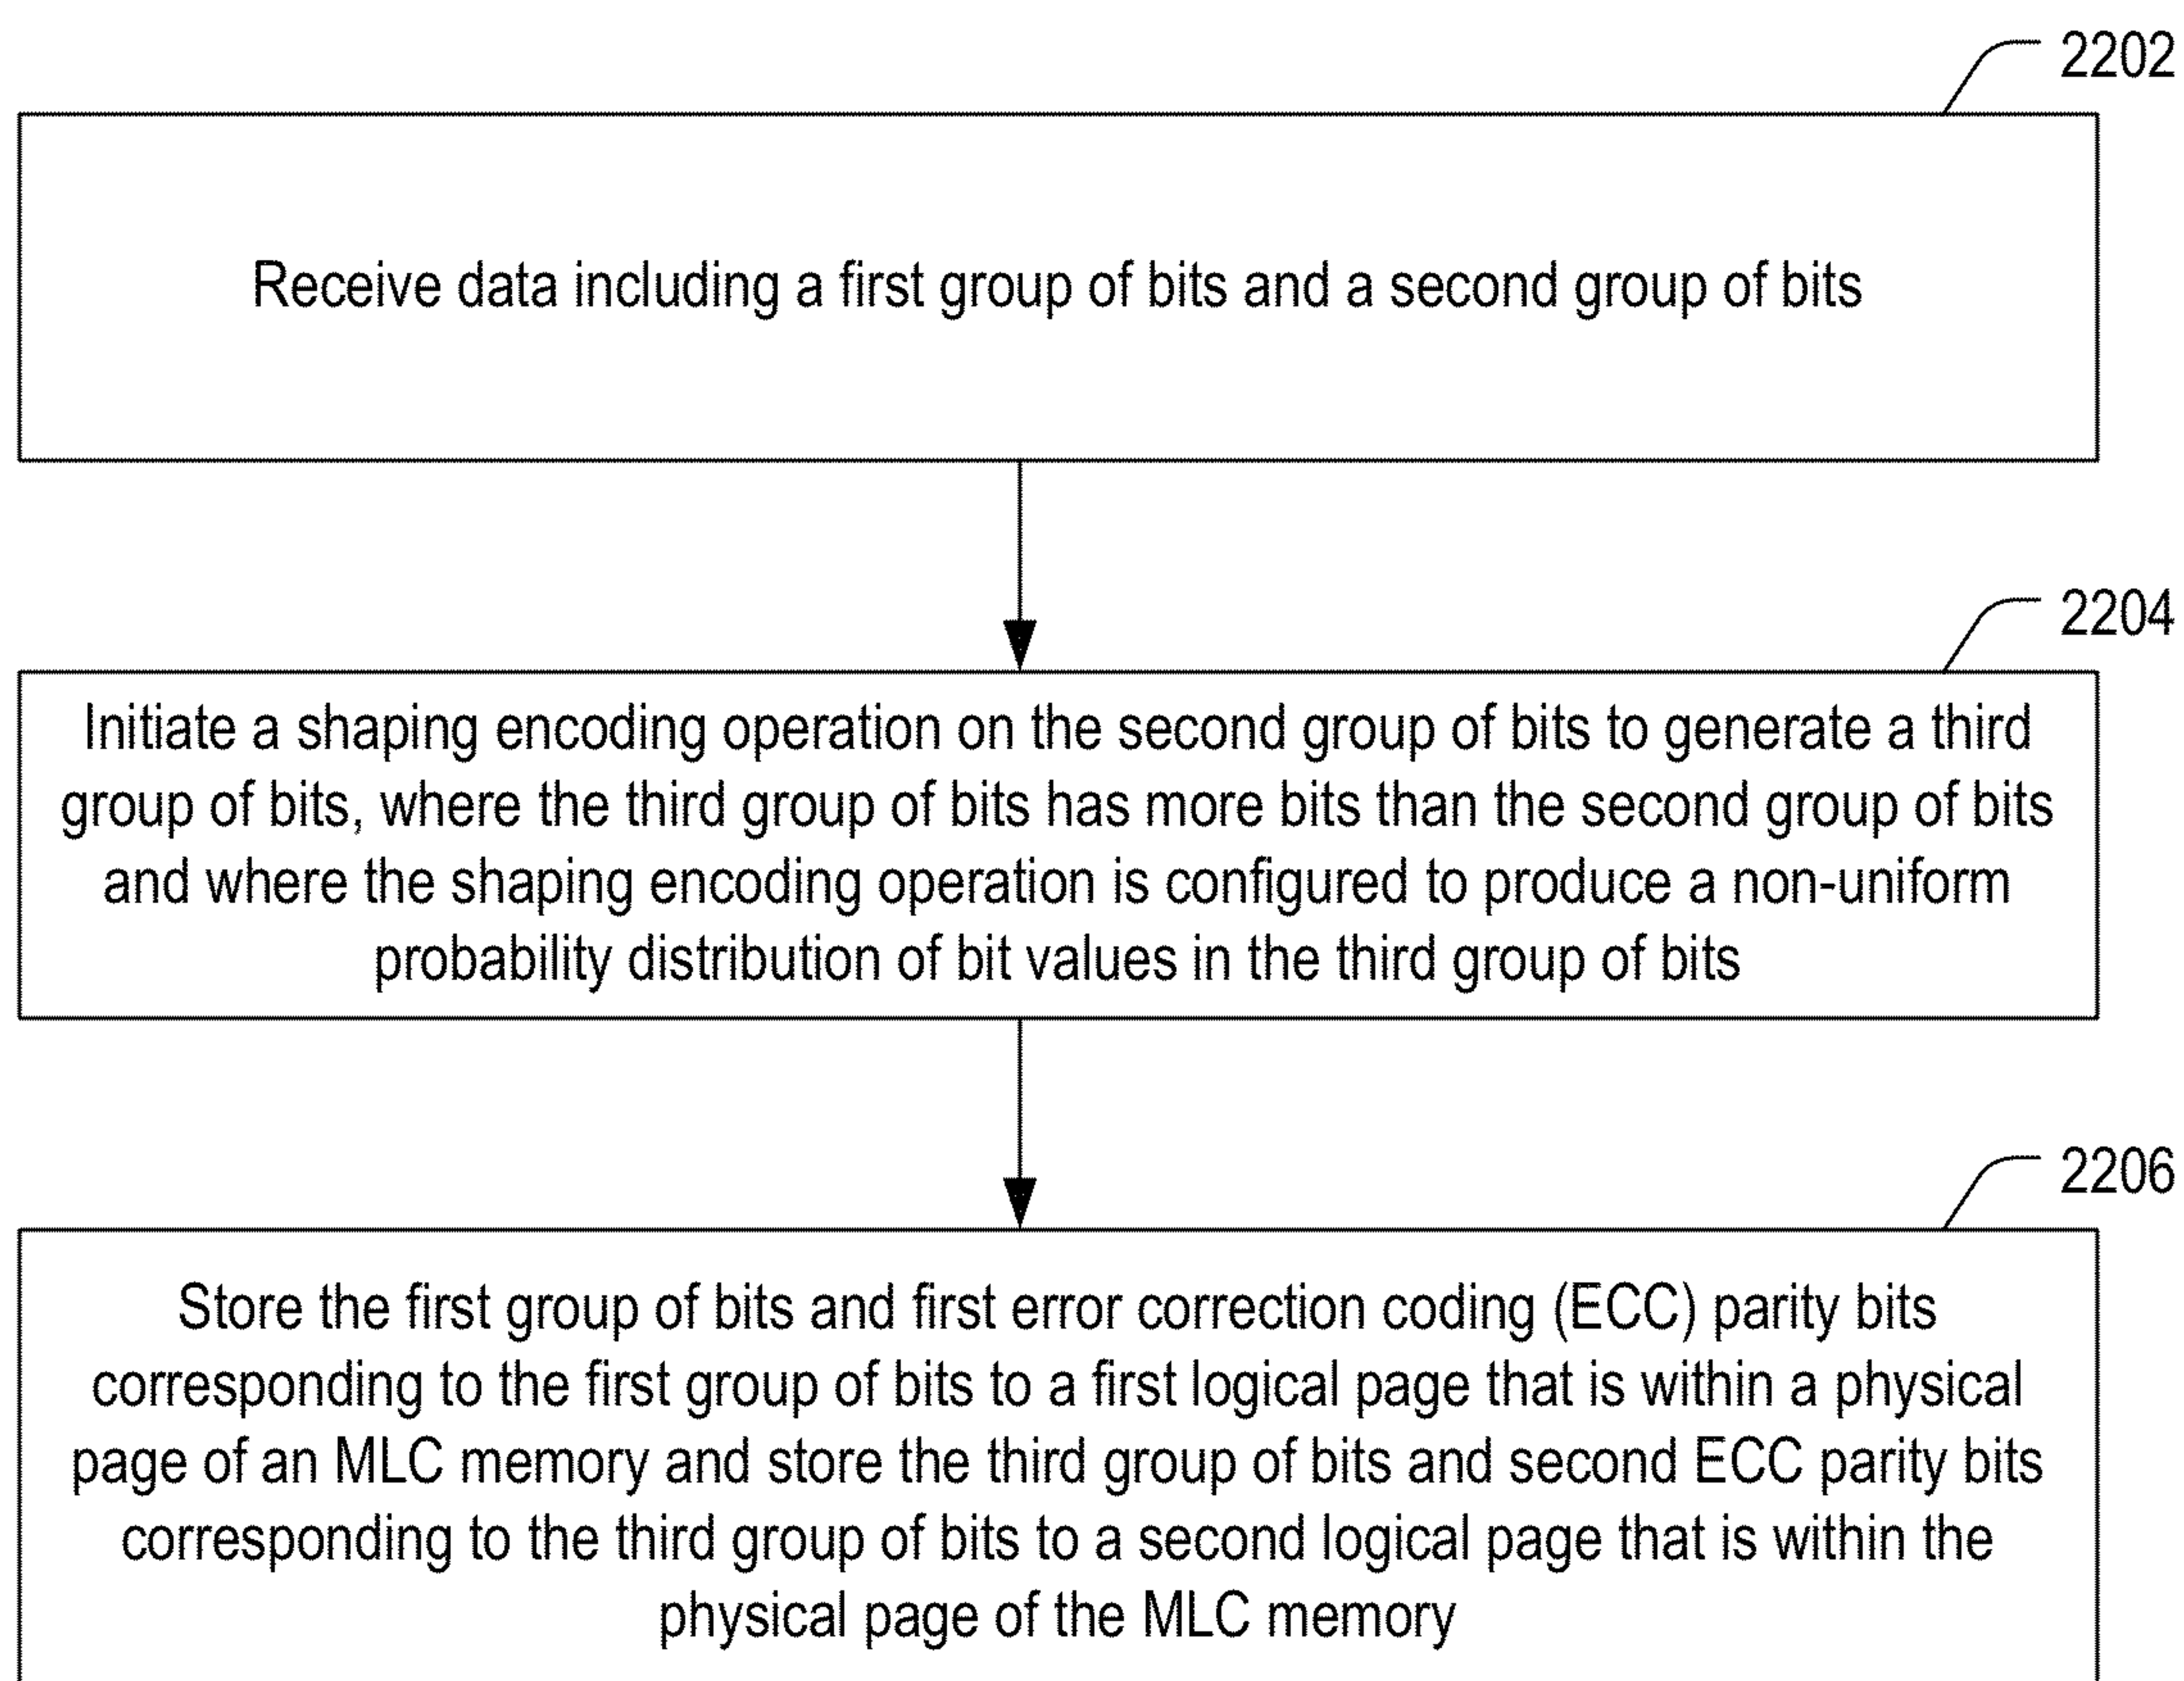 2202
Receive data including a first group of bits and a second group of bits
2204
Initiate a shaping encoding operation on the second group of bits to generate a third
group of bits, where the third group of bits has more bits than the second group of bits
and where the shaping encoding operation is configured to produce a non-uniform
probability distribution of bit values in the third group of bits
2206
Store the first group of bits and first error correction coding (ECC) parity bits
corresponding to the first group of bits to a first logical page that is within a physical
page of an MLC memory and store the third group of bits and second ECC parity bits
corresponding to the third group of bits to a second logical page that is within the
physical page of the MLC memory